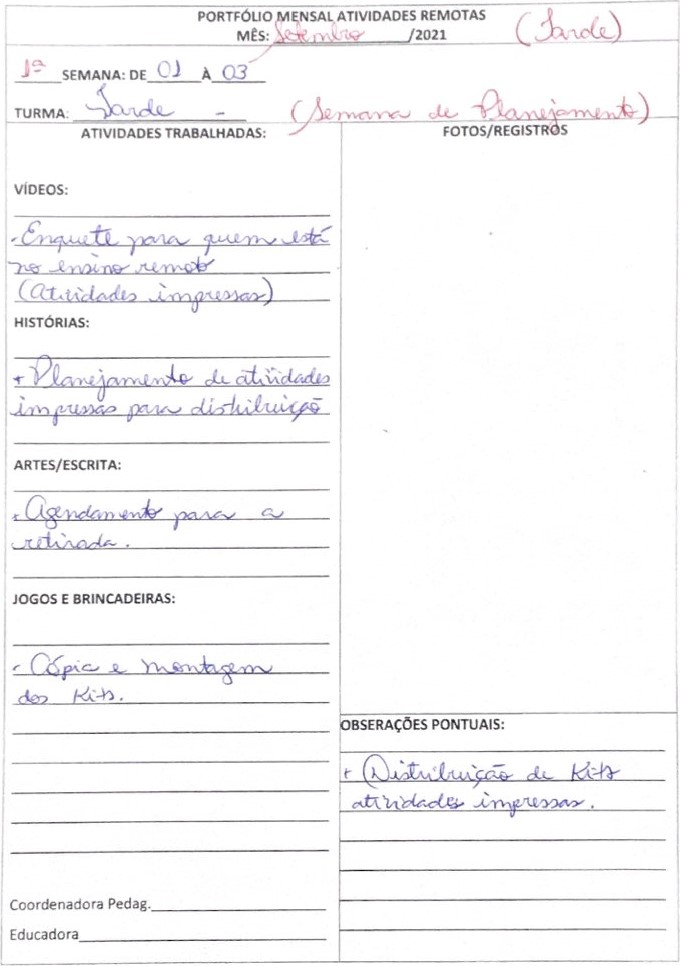 PORTFÓLIO MENSAL ATIVIDADES REMOTAS
MÊS: Setembro /2021 (Tarde)
1ª SEMANA: DE 01 À 03
TURMA: Tarde - (Semana de Planejamento)
ATIVIDADES TRABALHADAS:
VÍDEOS:
- Enquete para quem está
no ensino remoto
(Atividades impressas)
HISTÓRIAS:
+ Planejamento de atividades
impressas para distribuição
ARTES/ESCRITA:
+ Agendamento para a
retirada.
JOGOS E BRINCADEIRAS:
- Cópia e montagem
dos Kits.
Coordenadora Pedag.
Educadora
FOTOS/REGISTROS
OBSERAÇÕES PONTUAIS:
+ Distribuição de Kits
atividades impressas.